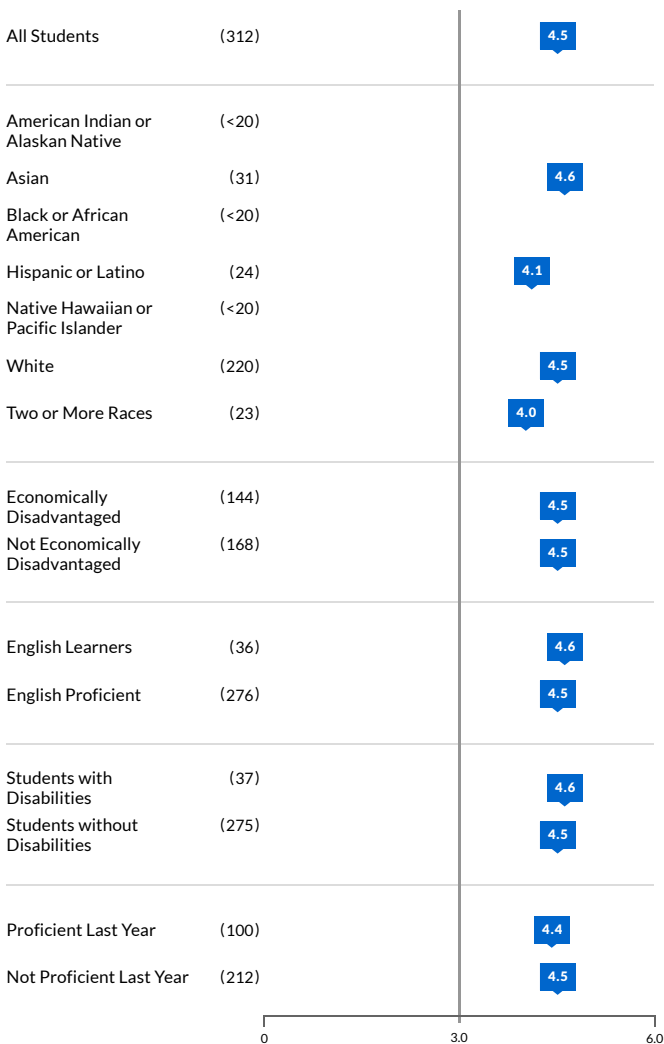 All Students (312) 4.5
American Indian or (<20)
Alaskan Native
Asian (31) 4.6
Black or African (<20)
American
Hispanic or Latino (24) 4.1
Native Hawaiian or (<20)
Pacific Islander
White (220) 4.5
Two or More Races (23) 4.0
Economically (144) 4.5
Disadvantaged
Not Economically (168) 4.5
Disadvantaged
English Learners (36) 4.6
English Proficient (276) 4.5
Students with (37) 4.6
Disabilities
Students without (275) 4.5
Disabilities
Proficient Last Year (100) 4.4
Not Proficient Last Year (212) 4.5
0 3.0 6.0